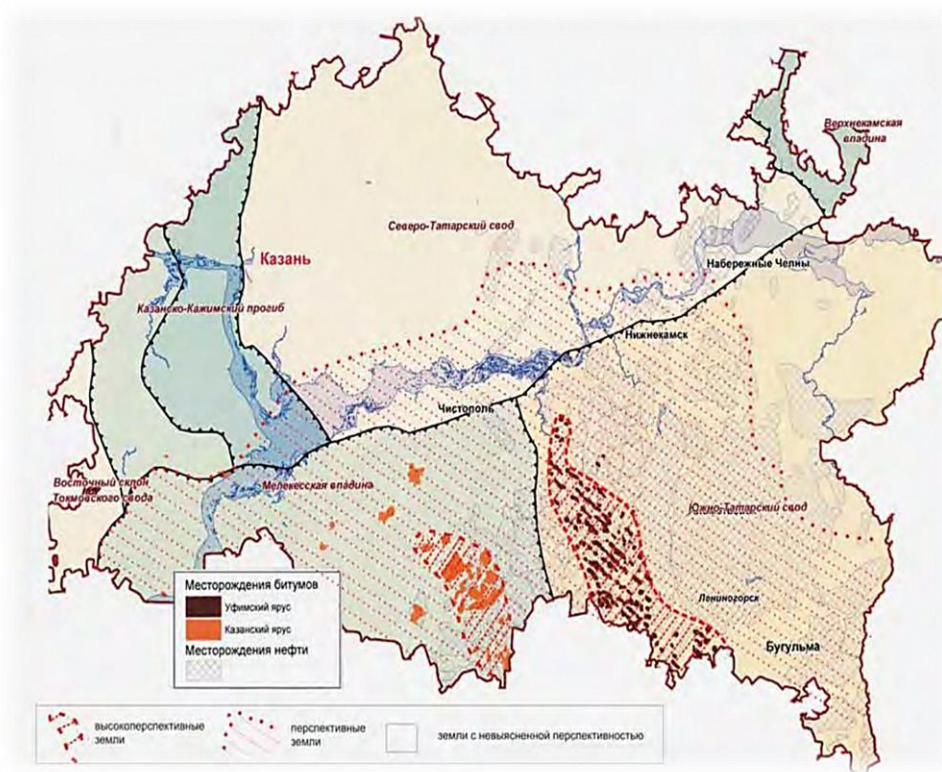 Верхнекамская
впадина
Северо-Татарский свод
Казань
Набережные Челны
Казанско-Кажимский прогиб
Нижнекамск
Чистополь
Восточный склон
Токмовского свода
Мелекесская впадина
Южно-Татарский свод
Лениногорск
Бугульма
Месторождения битумов
Уфимский ярус
Казанский ярус
Месторождения нефти
высокоперспективные
земли
перспективные
земли
земли с невыясненной перспективностью